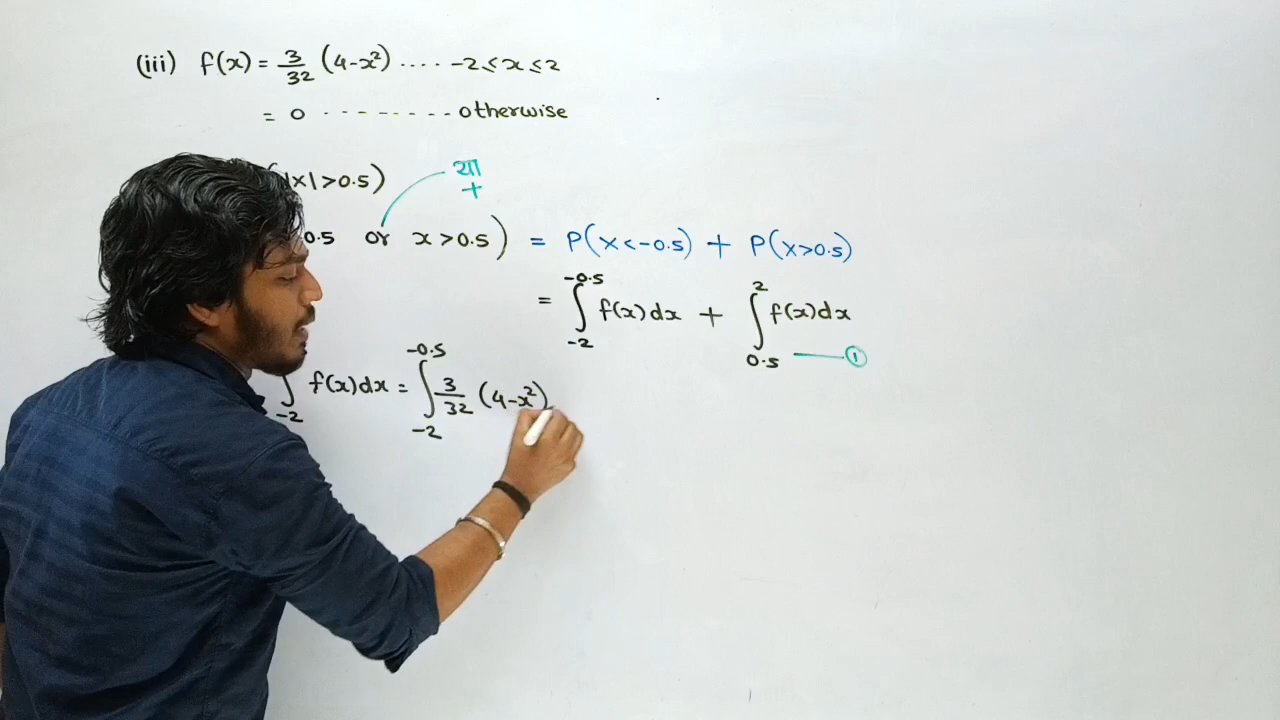 (iii) f(x) = 3/32 (4-x²) .... -2≤x≤2
= 0 - - - - - - - - otherwise
(|x|>0.5) या
+
0.5 or x>0.5) = P(x<-0.5) + P(x>0.5)
= ∫_{-2}^{-0.5} f(x)dx + ∫_{0.5}^{2} f(x)dx — ①
∫_{-2} f(x)dx = ∫_{-2}^{-0.5} 3/32 (4-x²)